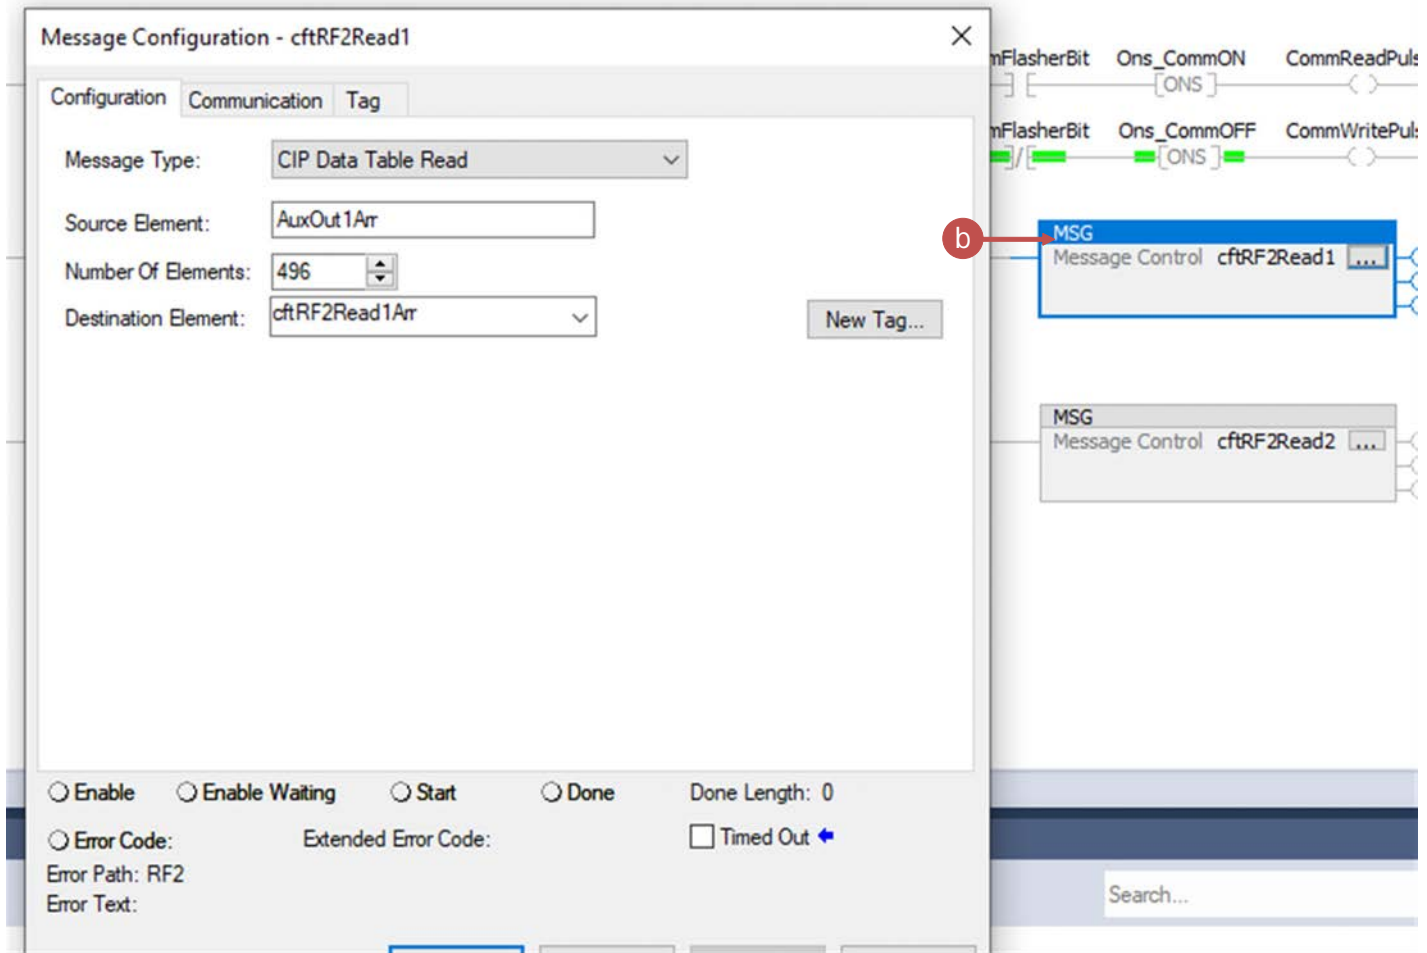 Message Configuration - cftRF2Read1
Configuration Communication Tag
Message Type: CIP Data Table Read
Source Element: AuxOut1Arr
Number Of Elements: 496
Destination Element: cftRF2Read1Arr
New Tag...
Enable Enable Waiting Start Done Done Length: 0
Error Code: Extended Error Code: Timed Out
Error Path: RF2
Error Text:
mFlasherBit Ons_CommON CommReadPuls
ONS
mFlasherBit Ons_CommOFF CommWritePuls
ONS
b
MSG
Message Control cftRF2Read1 ...
MSG
Message Control cftRF2Read2 ...
Search...